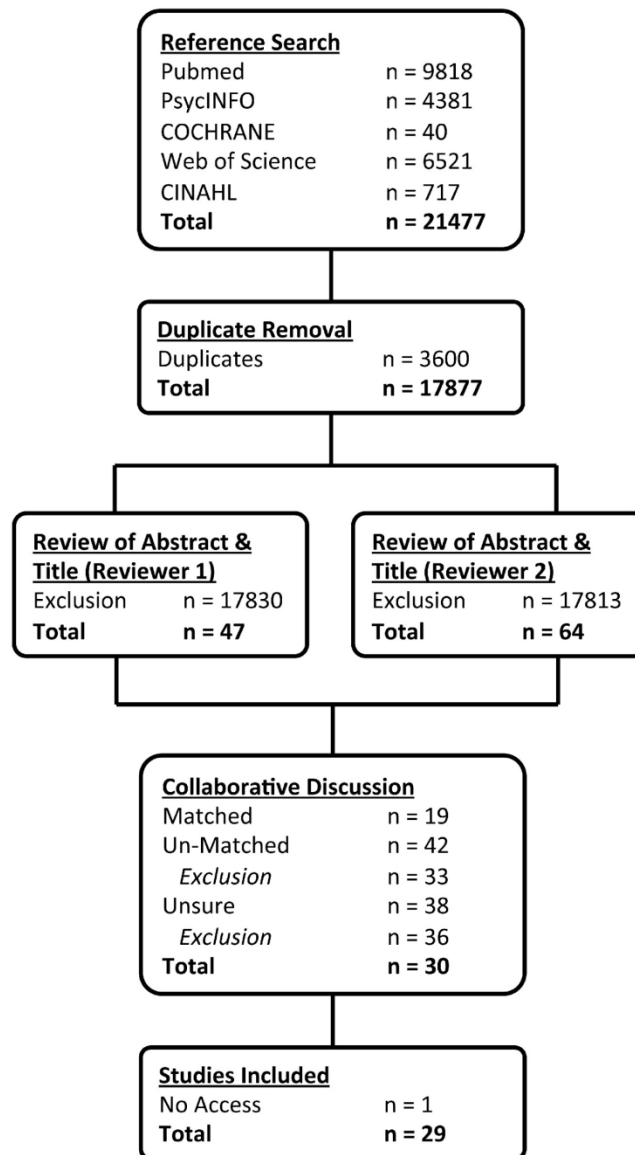 Reference Search
Pubmed n = 9818
PsycINFO n = 4381
COCHRANE n = 40
Web of Science n = 6521
CINAHL n = 717
Total n = 21477
Duplicate Removal
Duplicates n = 3600
Total n = 17877
Review of Abstract &
Title (Reviewer 1)
Exclusion n = 17830
Total n = 47
Review of Abstract &
Title (Reviewer 2)
Exclusion n = 17813
Total n = 64
Collaborative Discussion
Matched n = 19
Un-Matched n = 42
Exclusion n = 33
Unsure n = 38
Exclusion n = 36
Total n = 30
Studies Included
No Access n = 1
Total n = 29